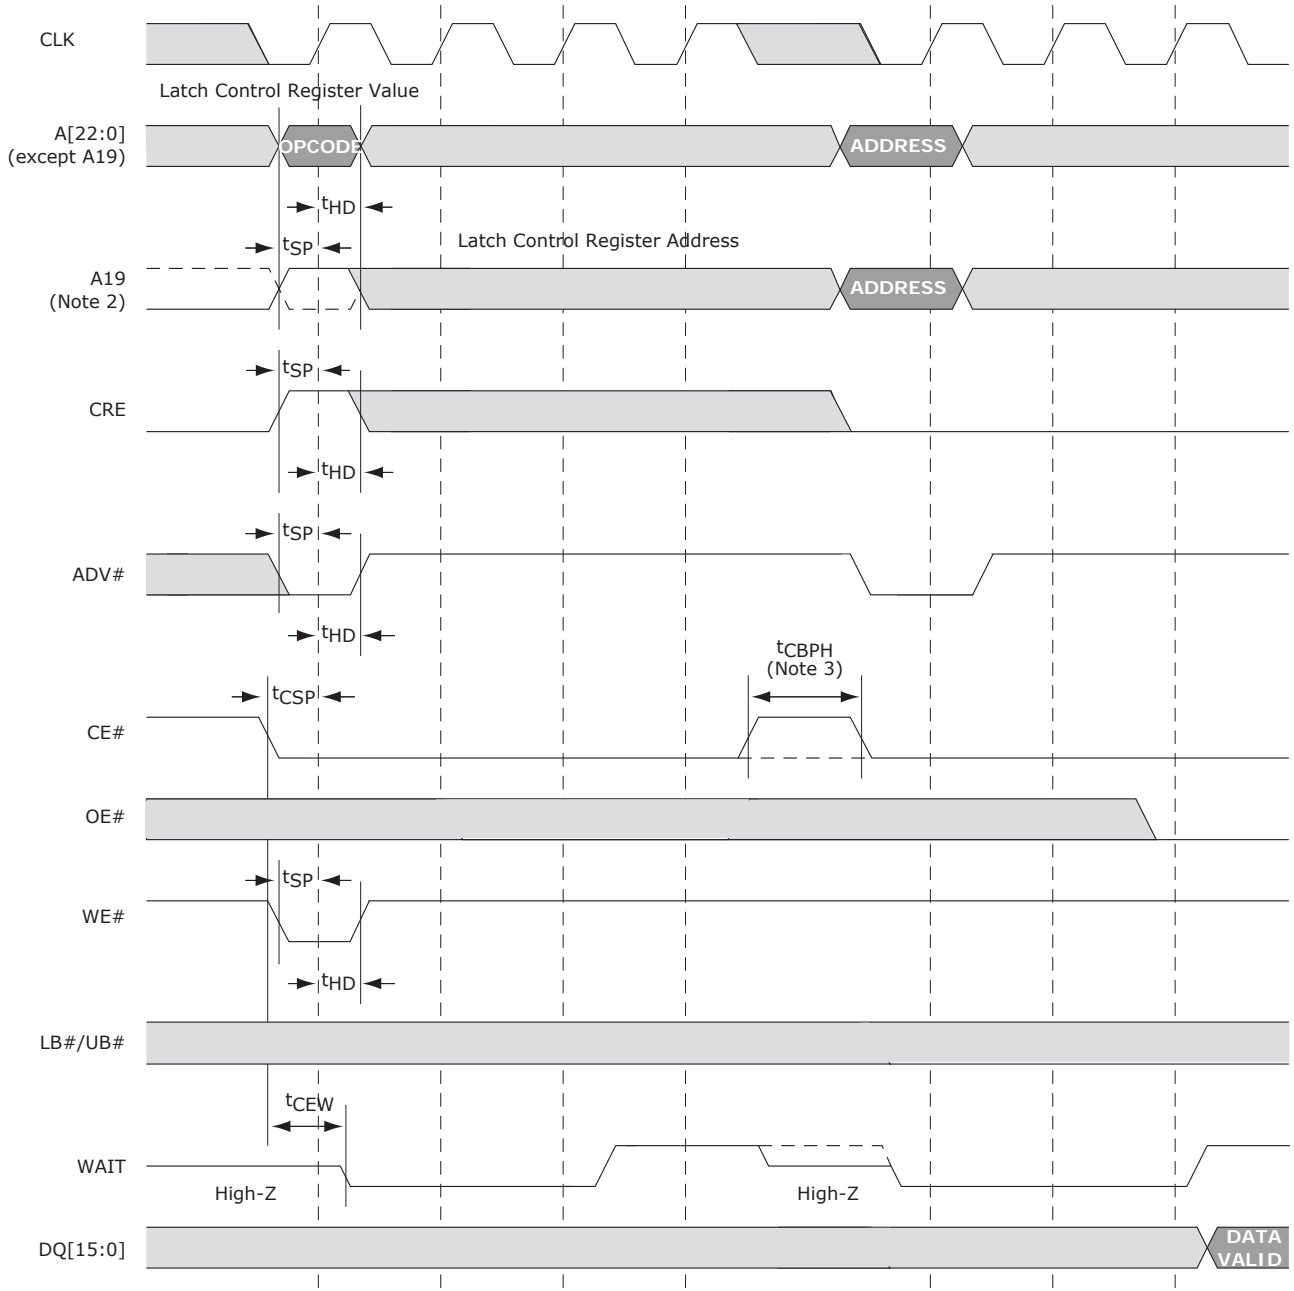 CLK
Latch Control Register Value
A[22:0]
(except A19)
OPCODE
ADDRESS
tHD
tSP
Latch Control Register Address
A19
(Note 2)
ADDRESS
tSP
CRE
tHD
tSP
ADV#
tHD
tCBPH
(Note 3)
tCSP
CE#
OE#
tSP
WE#
tHD
LB#/UB#
tCEW
WAIT
High-Z
High-Z
DQ[15:0]
DATA
VALID